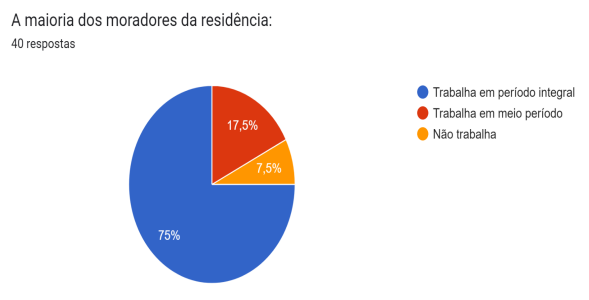 A maioria dos moradores da residência:
40 respostas
Trabalha em período integral
Trabalha em meio período
Não trabalha
17,5%
7,5%
75%